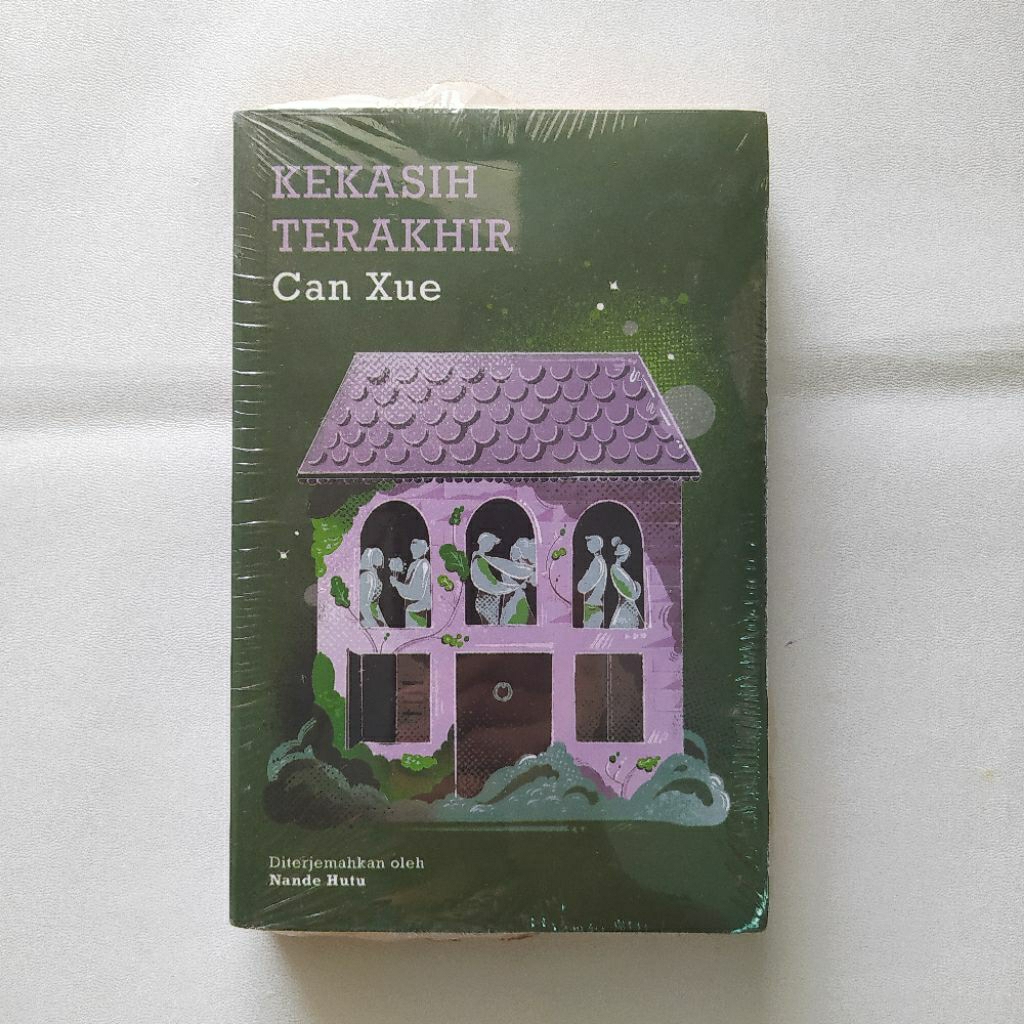 KEKASIH
TERAKHIR
Can Xue
Diterjemahkan oleh
Nande Hutu